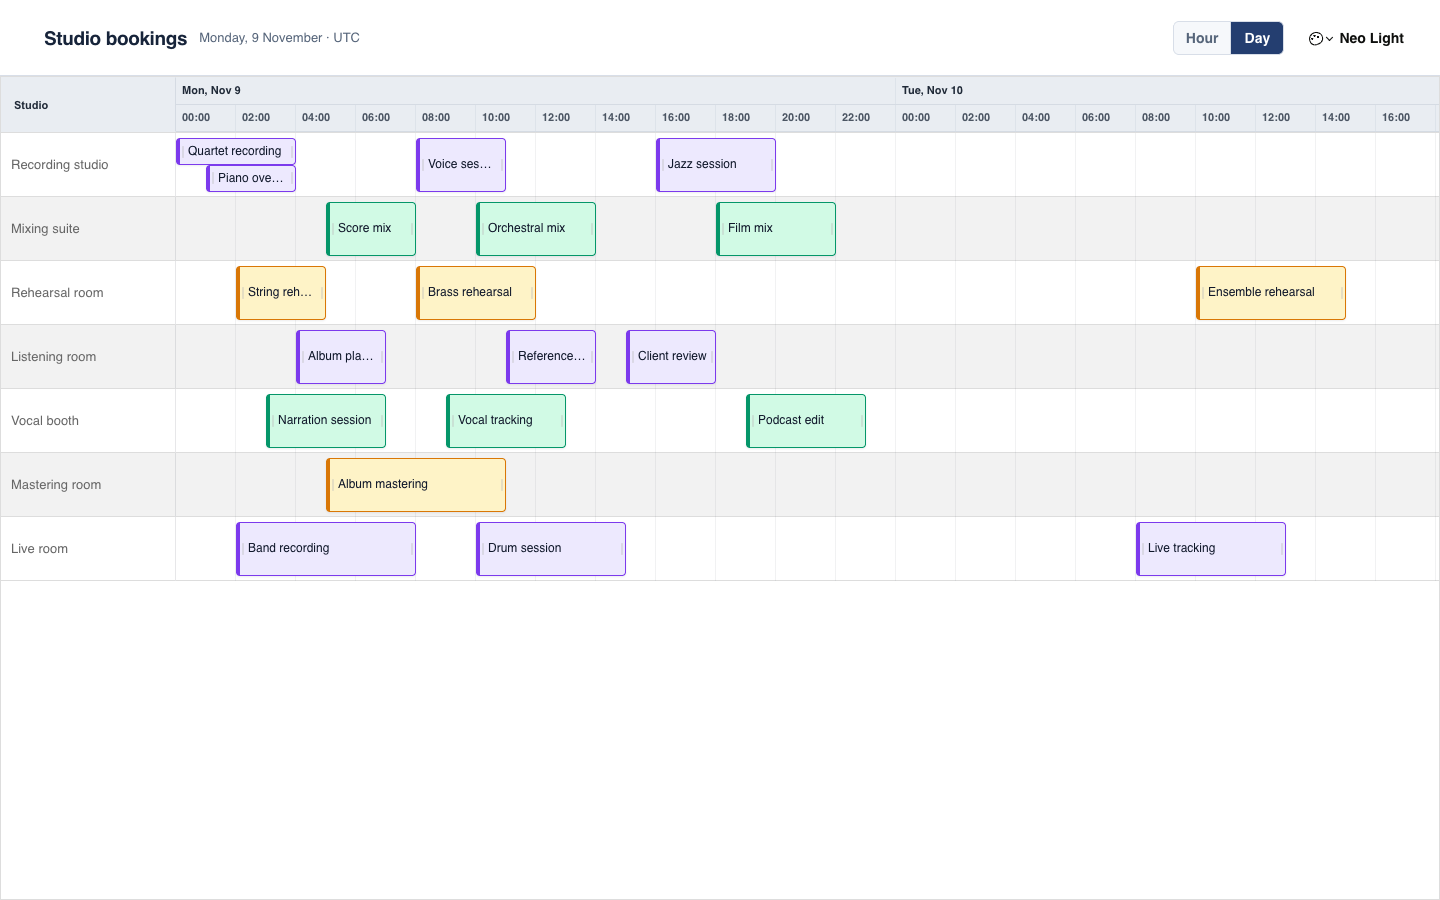 Studio bookings Monday, 9 November · UTC Hour Day Neo Light
Studio
Mon, Nov 9 Tue, Nov 10
00:00 02:00 04:00 06:00 08:00 10:00 12:00 14:00 16:00 18:00 20:00 22:00 00:00 02:00 04:00 06:00 08:00 10:00 12:00 14:00 16:00
Recording studio
Quartet recording
Piano ove…
Voice ses…
Jazz session
Mixing suite
Score mix
Orchestral mix
Film mix
Rehearsal room
String reh…
Brass rehearsal
Ensemble rehearsal
Listening room
Album pla…
Reference…
Client review
Vocal booth
Narration session
Vocal tracking
Podcast edit
Mastering room
Album mastering
Live room
Band recording
Drum session
Live tracking